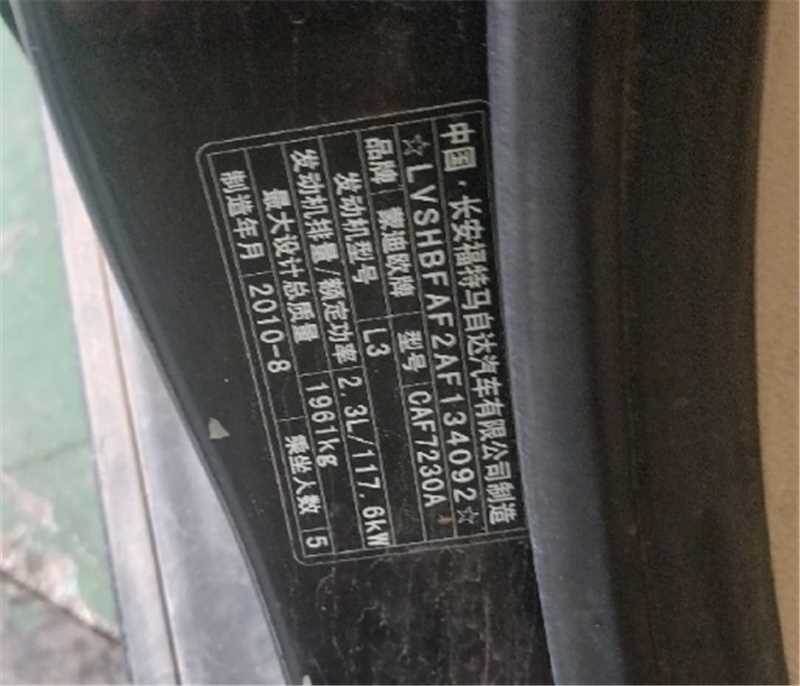 中国·长安福特马自达汽车有限公司制造
☆LVSHBFAF2AF134092☆
品牌 蒙迪欧牌 型号 CAF7230A
发动机型号 L3
发动机排量/额定功率 2.3L/117.6kW
最大设计总质量 1961kg
制造年月 2010-8 乘坐人数 5